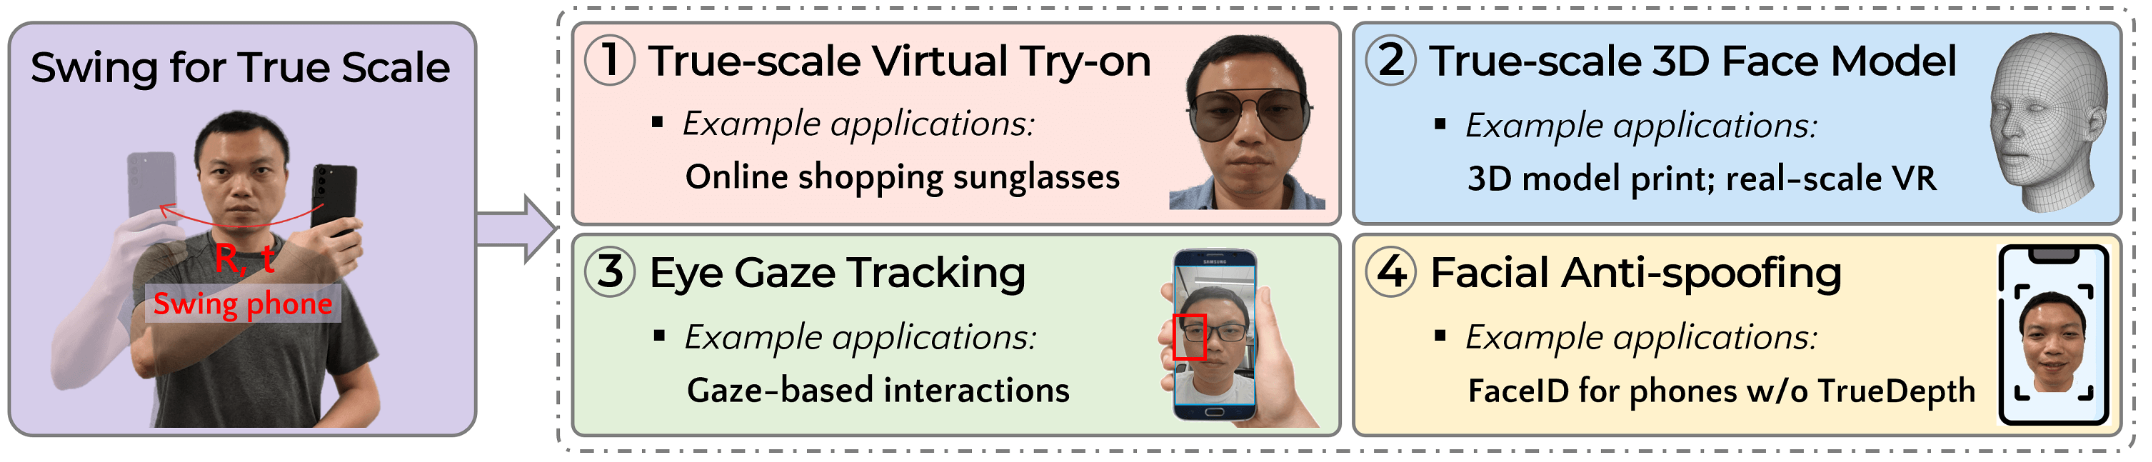 Swing for True Scale
R, t
Swing phone
1 True-scale Virtual Try-on
▪ Example applications:
Online shopping sunglasses
2 True-scale 3D Face Model
▪ Example applications:
3D model print; real-scale VR
3 Eye Gaze Tracking
▪ Example applications:
Gaze-based interactions
SAMSUNG
4 Facial Anti-spoofing
▪ Example applications:
FaceID for phones w/o TrueDepth